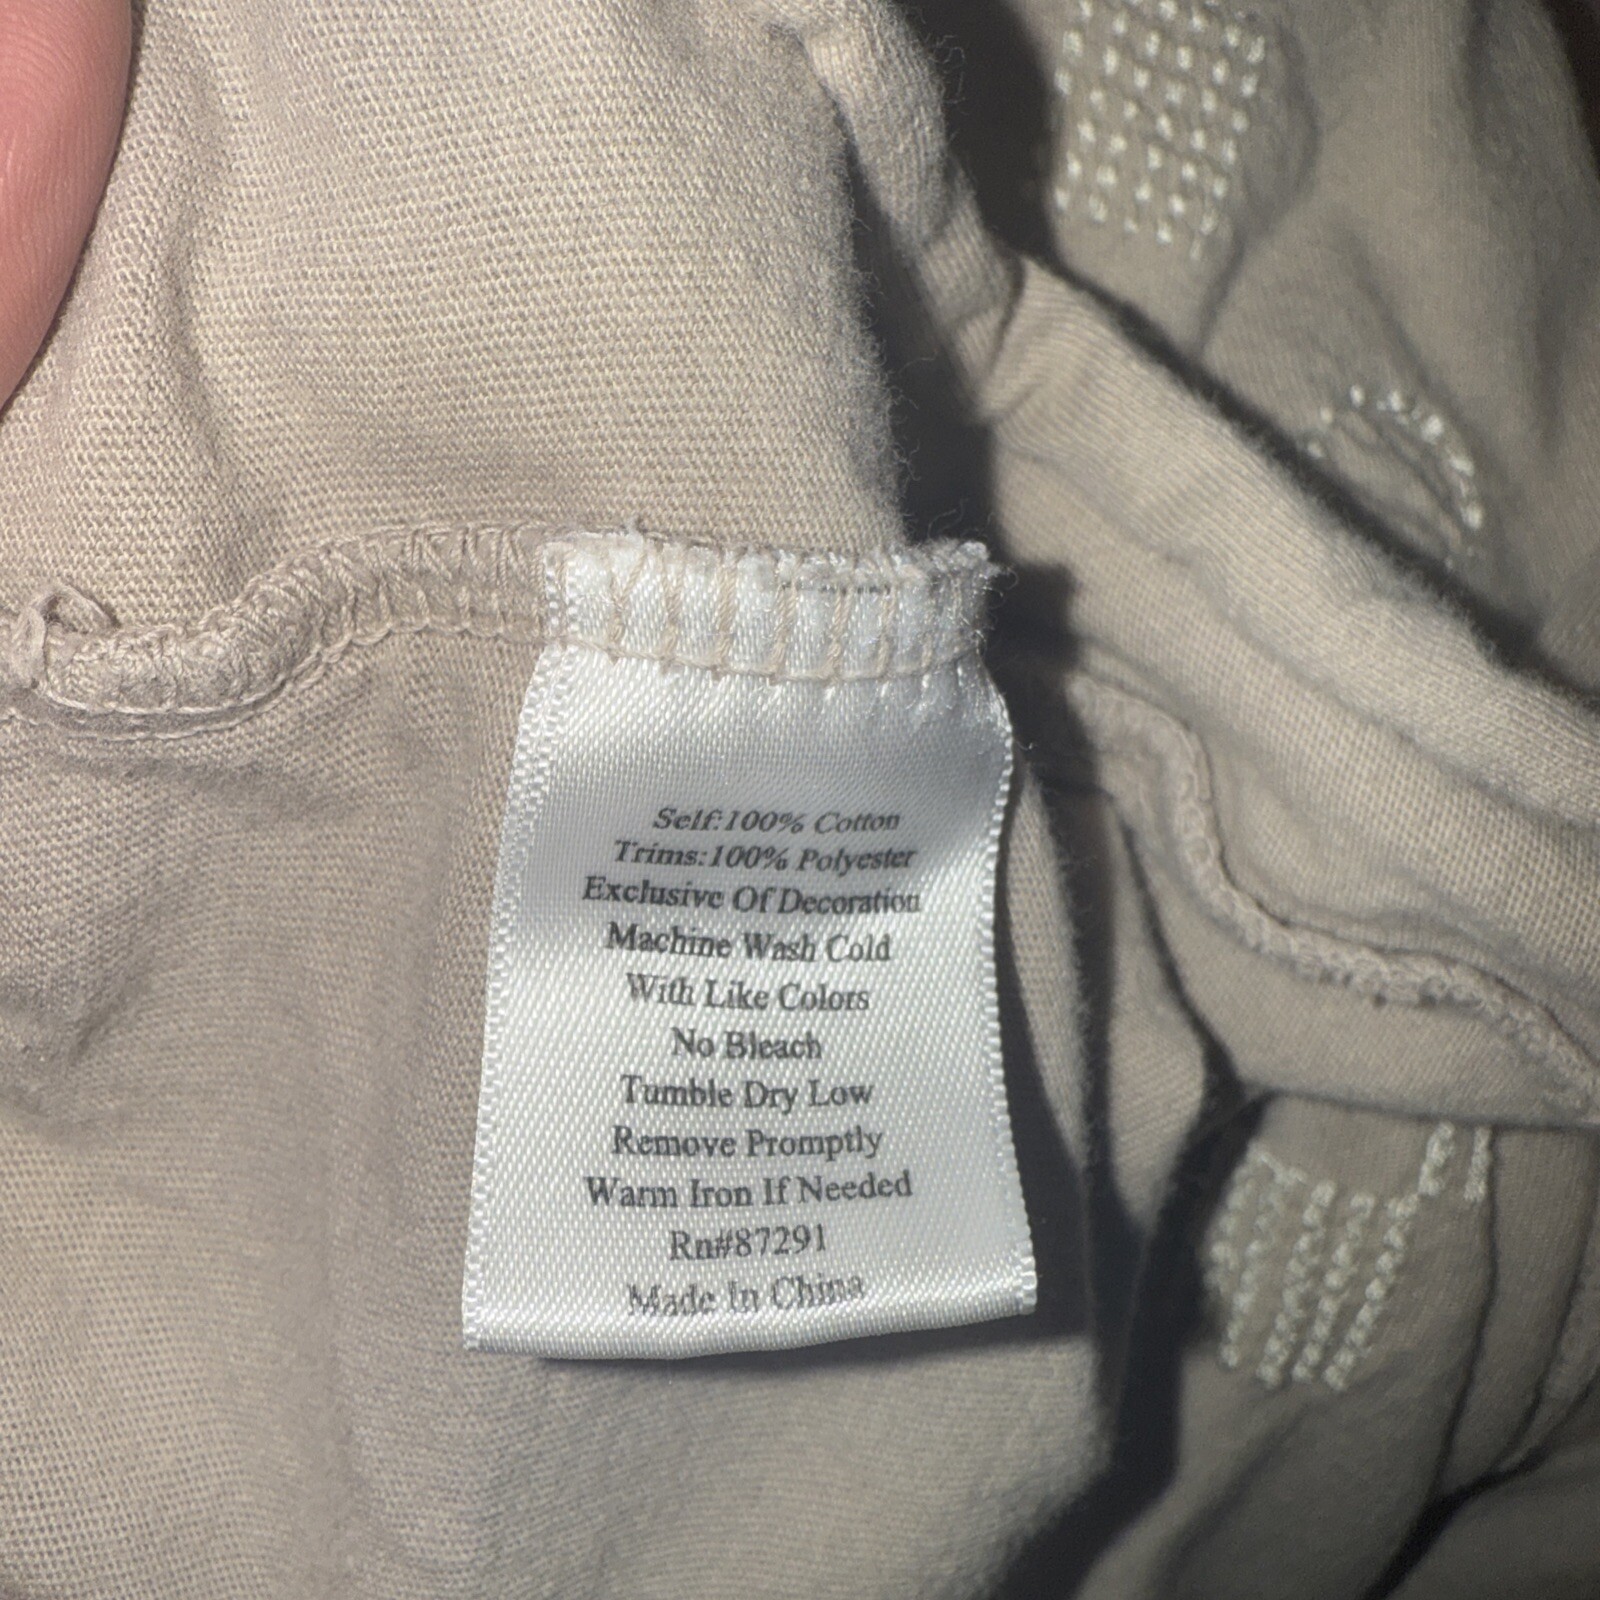 Self:100% Cotton
Trims:100% Polyester
Exclusive Of Decoration
Machine Wash Cold
With Like Colors
No Bleach
Tumble Dry Low
Remove Promptly
Warm Iron If Needed
Rn#87291
Made In China